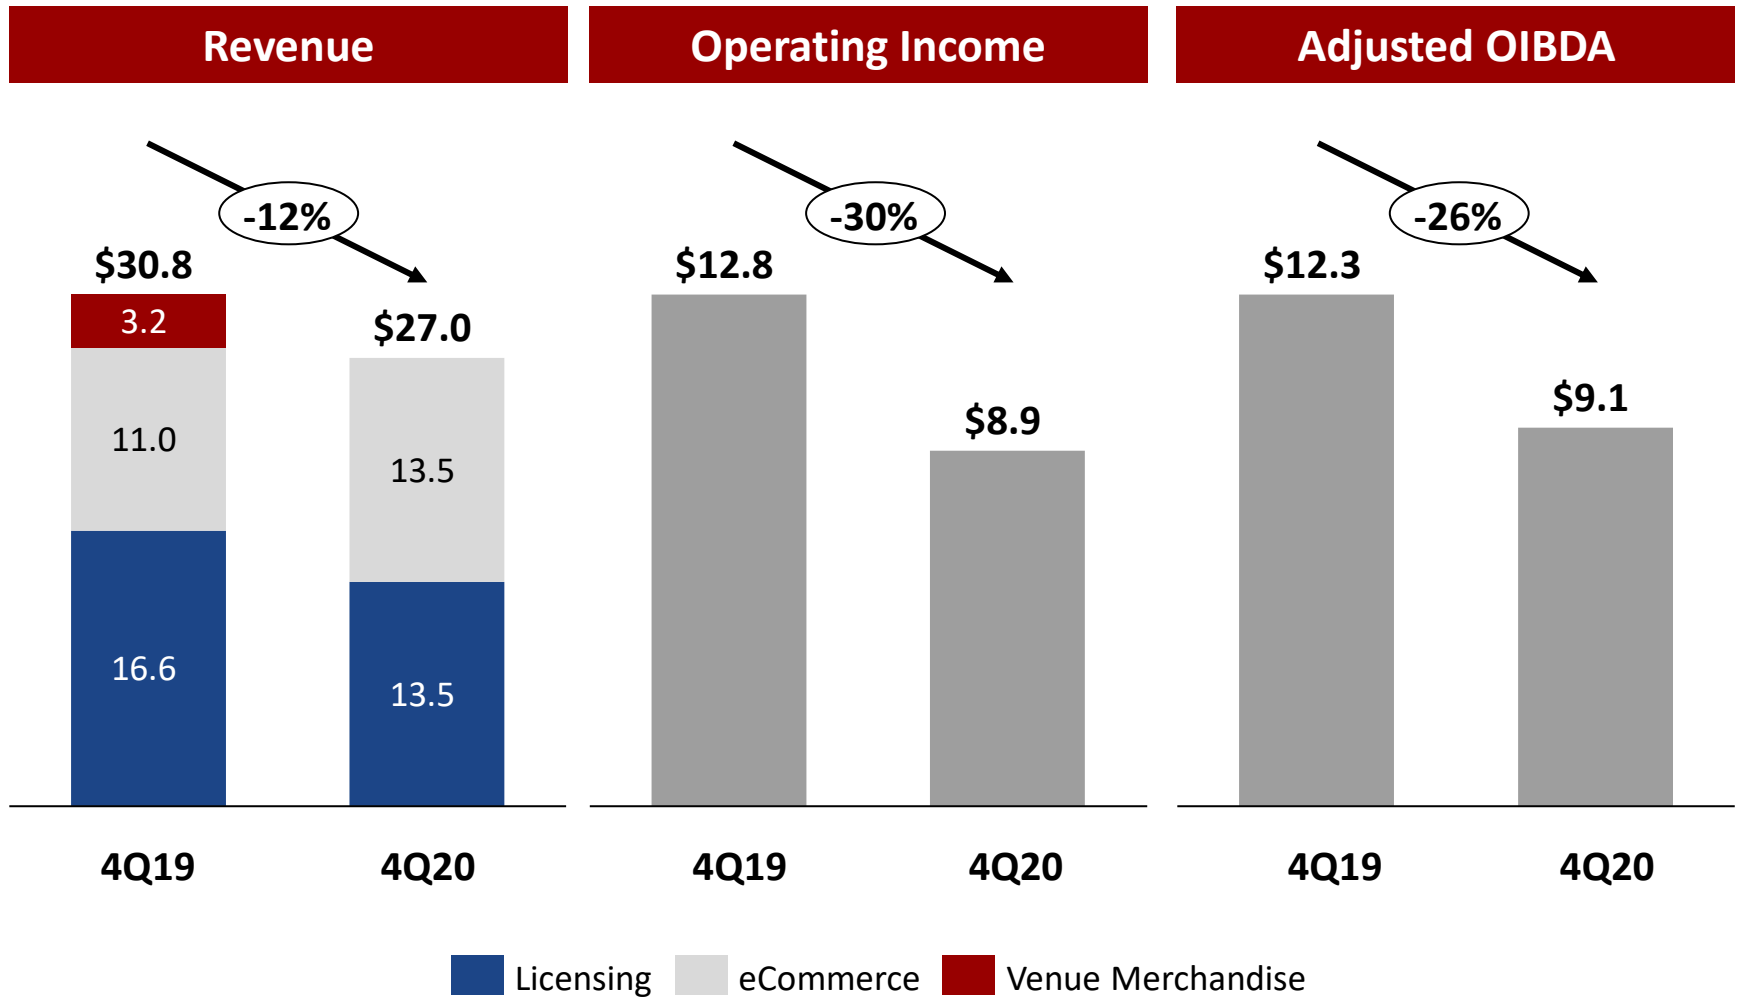 Revenue
Operating Income
Adjusted OIBDA
-12%
$30.8
3.2
11.0
16.6
$27.0
13.5
13.5
4Q19
4Q20
-30%
$12.8
$8.9
4Q19
4Q20
-26%
$12.3
$9.1
4Q19
4Q20
Licensing
eCommerce
Venue Merchandise